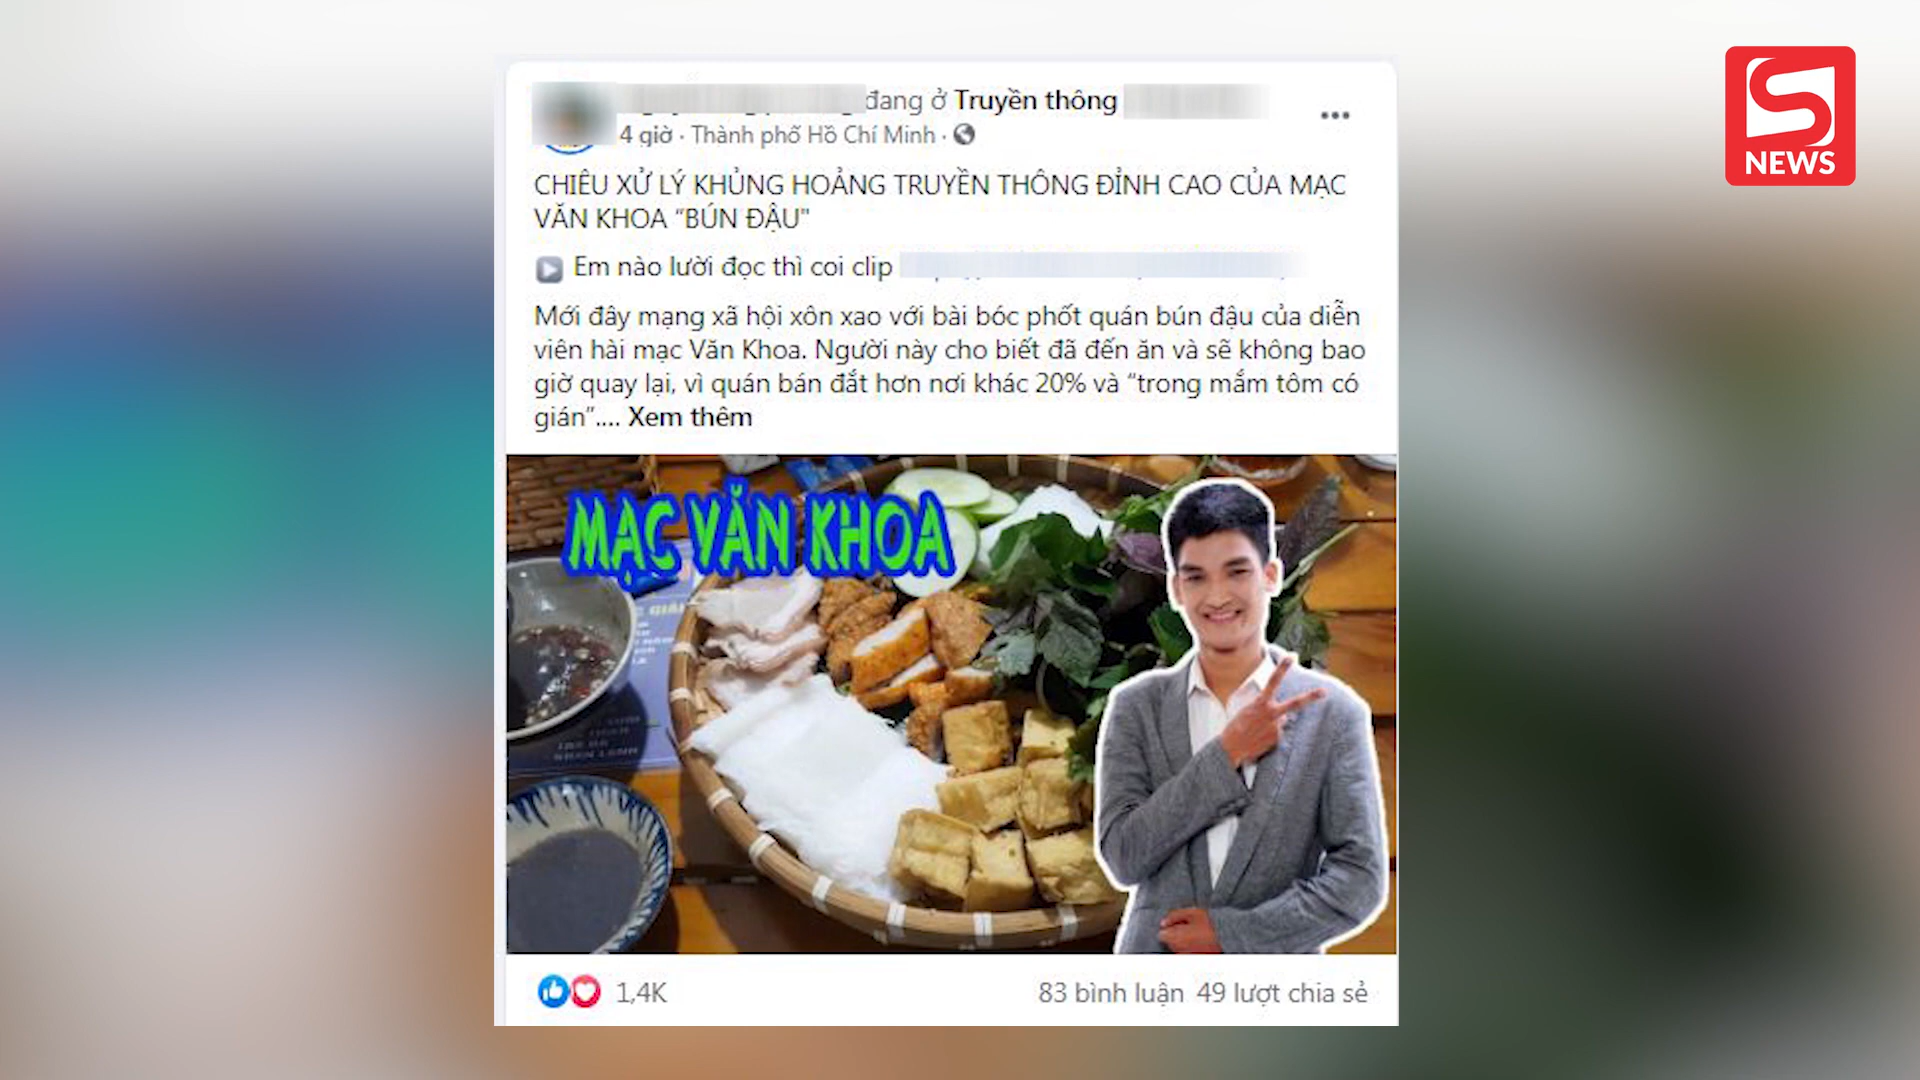 S
NEWS
đang ở Truyền thông
4 giờ · Thành phố Hồ Chí Minh ·
CHIÊU XỬ LÝ KHỦNG HOẢNG TRUYỀN THÔNG ĐỈNH CAO CỦA MẠC
VĂN KHOA “BÚN ĐẬU"
Em nào lười đọc thì coi clip
Mới đây mạng xã hội xôn xao với bài bóc phốt quán bún đậu của diễn
viên hài mạc Văn Khoa. Người này cho biết đã đến ăn và sẽ không bao
giờ quay lại, vì quán bán đắt hơn nơi khác 20% và “trong mắm tôm có
gián”.... Xem thêm
MẠC VĂN KHOA
1,4K
83 bình luận 49 lượt chia sẻ